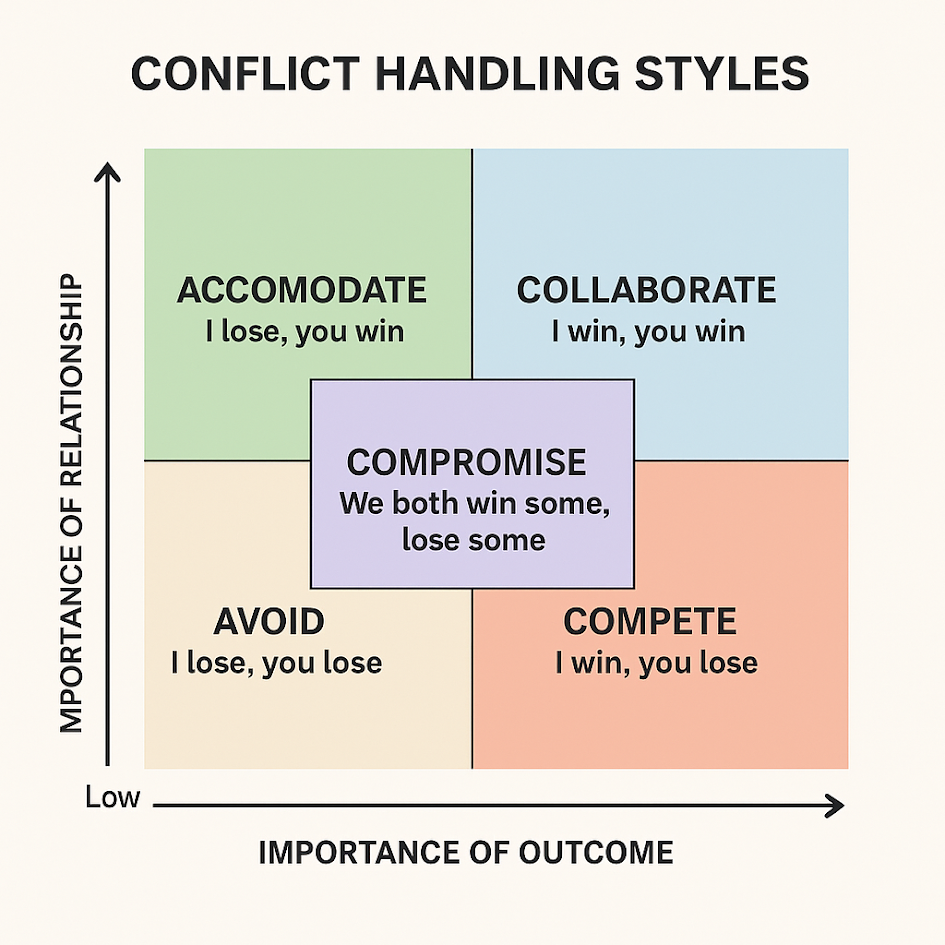 CONFLICT HANDLING STYLES
ACCOMODATE
I lose, you win
COLLABORATE
I win, you win
COMPROMISE
We both win some,
lose some
AVOID
I lose, you lose
COMPETE
I win, you lose
MPORTANCE OF RELATIONSHIP
Low
IMPORTANCE OF OUTCOME